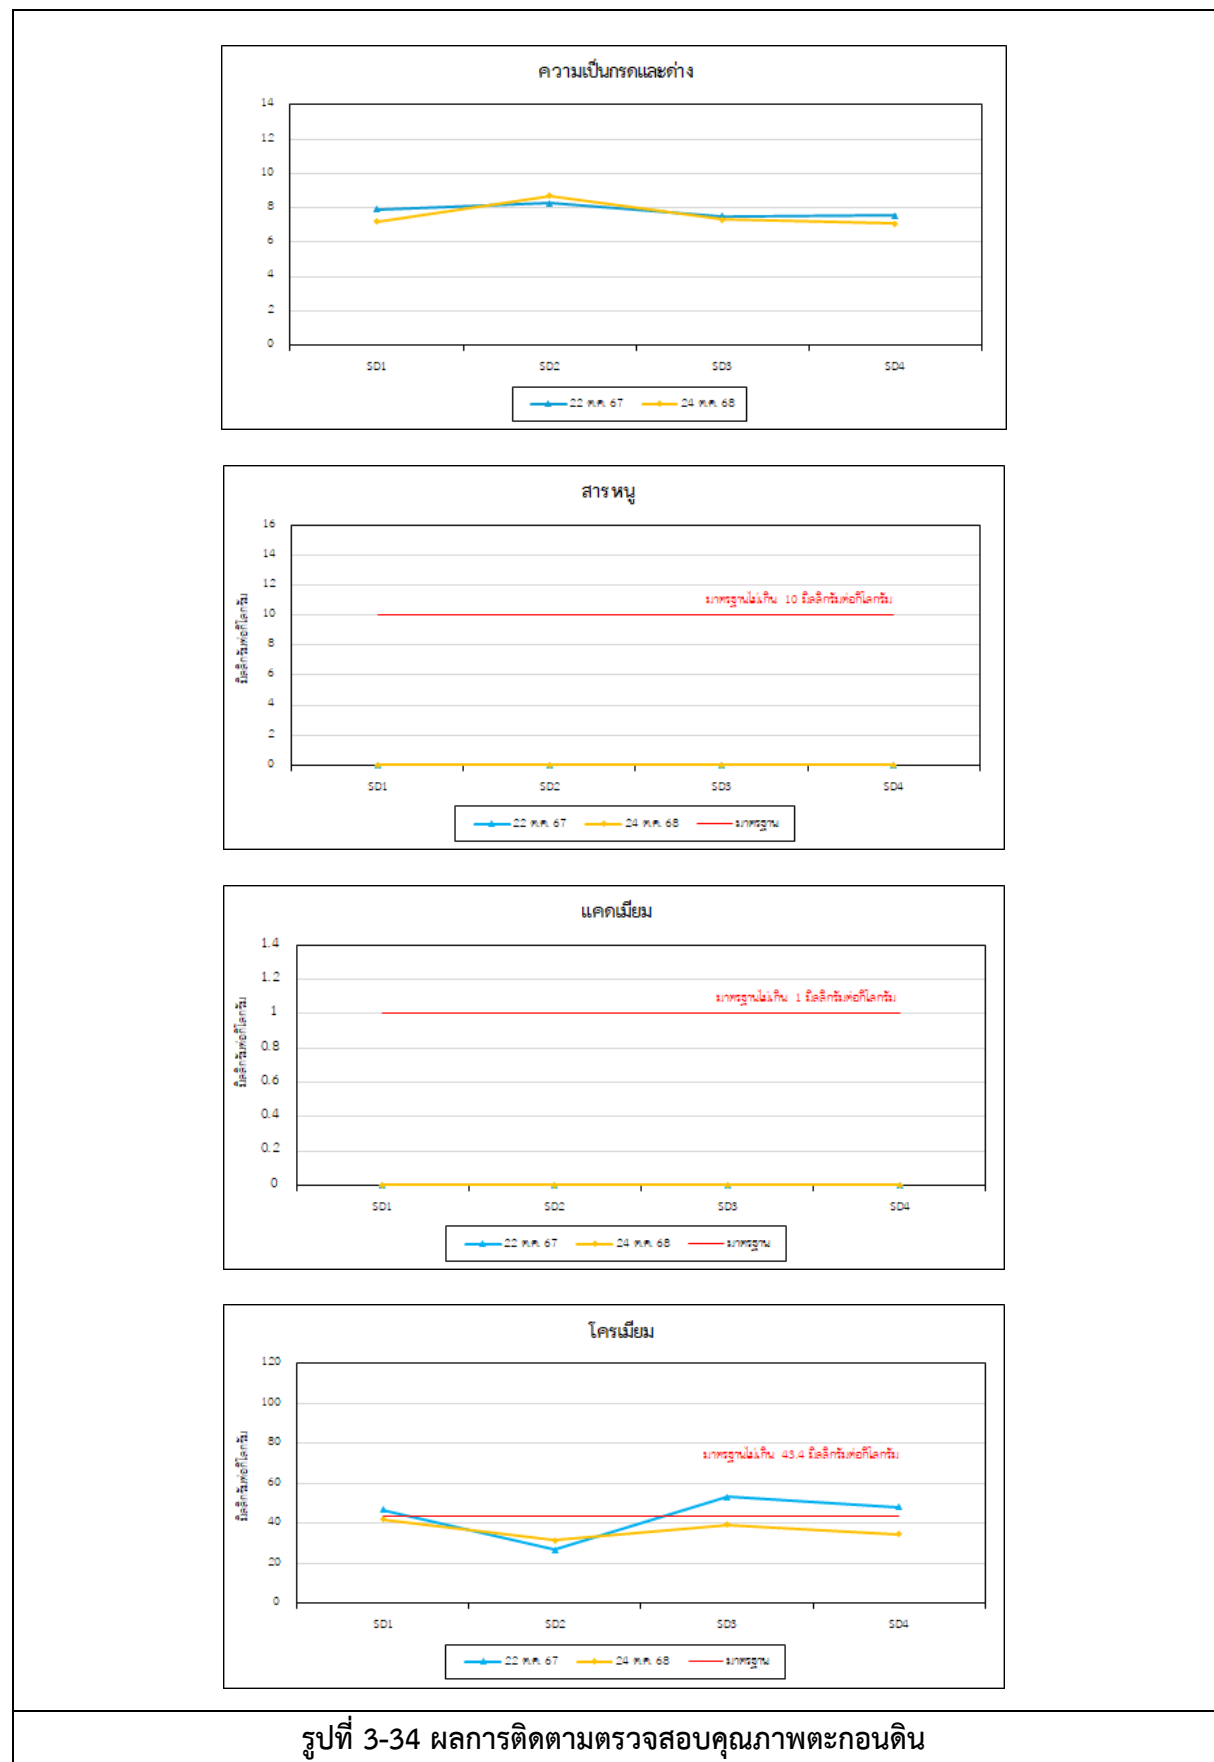 ความเป็นกรดและด่าง
14
12
10
8
6
4
2
0
SD1 SD2 SD3 SD4
22 ต.ค. 67 24 ต.ค. 68
สารหนู
มิลลิกรัมต่อกิโลกรัม
16
14
12
10
8
6
4
2
0
มาตรฐานไม่เกิน 10 มิลลิกรัมต่อกิโลกรัม
SD1 SD2 SD3 SD4
22 ต.ค. 67 24 ต.ค. 68 มาตรฐาน
แคดเมียม
มิลลิกรัมต่อกิโลกรัม
1.4
1.2
1
0.8
0.6
0.4
0.2
0
มาตรฐานไม่เกิน 1 มิลลิกรัมต่อกิโลกรัม
SD1 SD2 SD3 SD4
22 ต.ค. 67 24 ต.ค. 68 มาตรฐาน
โครเมียม
มิลลิกรัมต่อกิโลกรัม
120
100
80
60
40
20
0
มาตรฐานไม่เกิน 43.4 มิลลิกรัมต่อกิโลกรัม
SD1 SD2 SD3 SD4
22 ต.ค. 67 24 ต.ค. 68 มาตรฐาน
รูปที่ 3-34 ผลการติดตามตรวจสอบคุณภาพตะกอนดิน